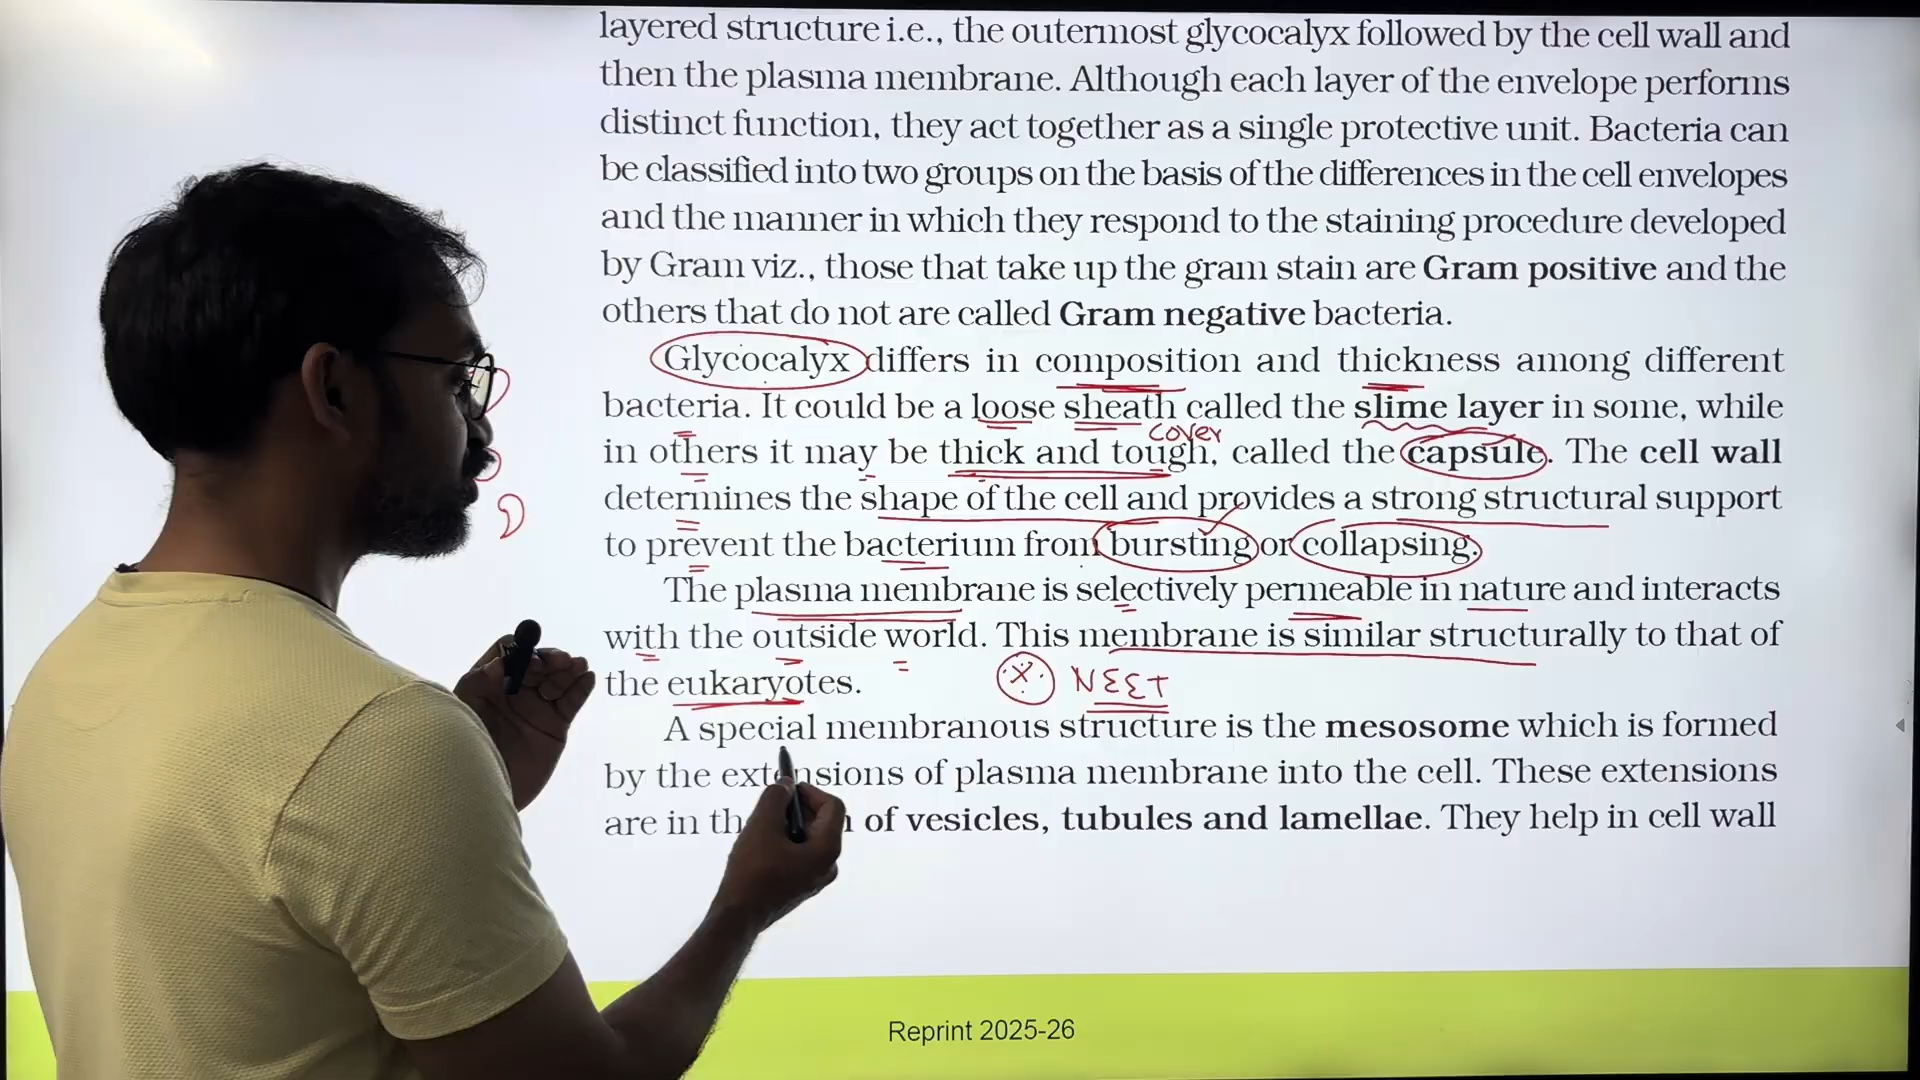 layered structure i.e., the outermost glycocalyx followed by the cell wall and
then the plasma membrane. Although each layer of the envelope performs
distinct function, they act together as a single protective unit. Bacteria can
be classified into two groups on the basis of the differences in the cell envelopes
and the manner in which they respond to the staining procedure developed
by Gram viz., those that take up the gram stain are Gram positive and the
others that do not are called Gram negative bacteria.
Glycocalyx differs in composition and thickness among different
bacteria. It could be a loose sheath called the slime layer in some, while
cover
in others it may be thick and tough, called the capsule. The cell wall
determines the shape of the cell and provides a strong structural support
to prevent the bacterium from bursting or collapsing.
The plasma membrane is selectively permeable in nature and interacts
with the outside world. This membrane is similar structurally to that of
the eukaryotes.
NEET
A special membranous structure is the mesosome which is formed
by the extensions of plasma membrane into the cell. These extensions
are in of vesicles, tubules and lamellae. They help in cell wall
Reprint 2025-26